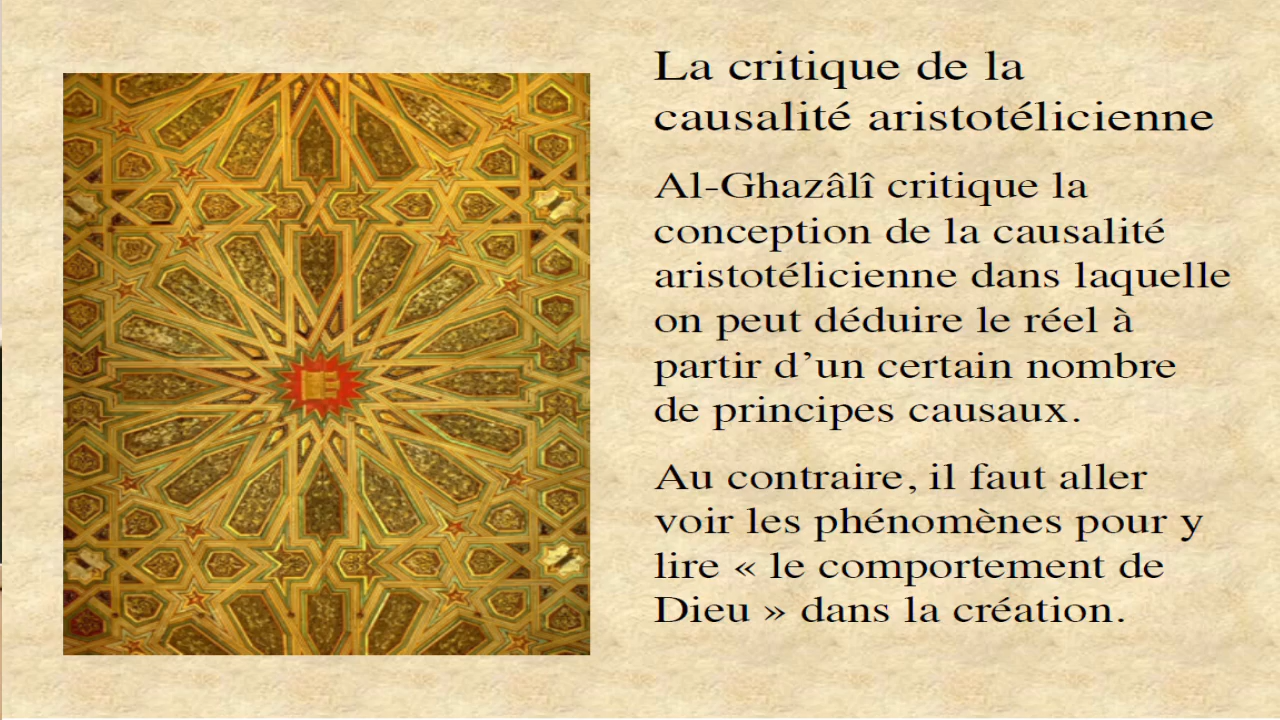 La critique de la
causalité aristotélicienne
Al-Ghazâlî critique la
conception de la causalité
aristotélicienne dans laquelle
on peut déduire le réel à
partir d’un certain nombre
de principes causaux.
Au contraire, il faut aller
voir les phénomènes pour y
lire « le comportement de
Dieu » dans la création.